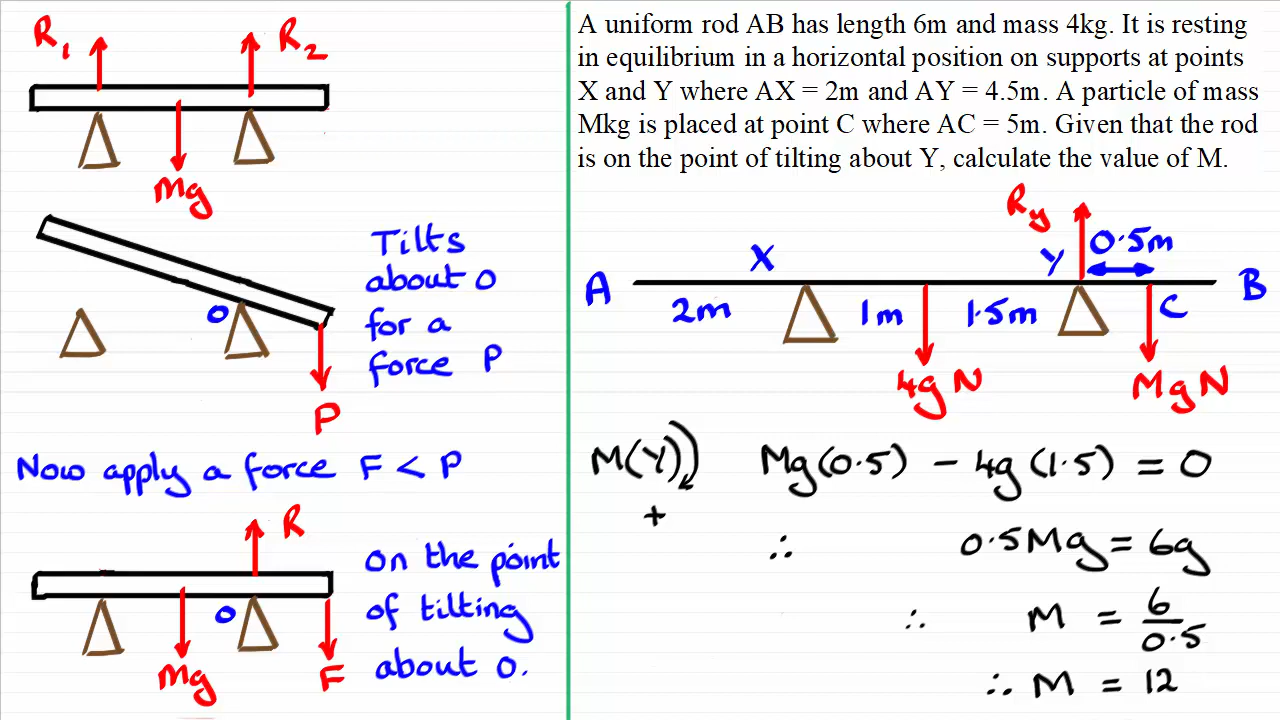 R1 R2
Mg
Tilts
about O
for a
force P
O
P
Now apply a force F < P
R
On the point
of tilting
about O.
O
Mg F
A uniform rod AB has length 6m and mass 4kg. It is resting
in equilibrium in a horizontal position on supports at points
X and Y where AX = 2m and AY = 4.5m. A particle of mass
Mkg is placed at point C where AC = 5m. Given that the rod
is on the point of tilting about Y, calculate the value of M.
Ry
X Y 0.5m
A B
2m 1m 1.5m C
4gN MgN
M(Y) Mg(0.5) - 4g(1.5) = 0
+
∴ 0.5Mg = 6g
∴ M = 6/0.5
∴ M = 12